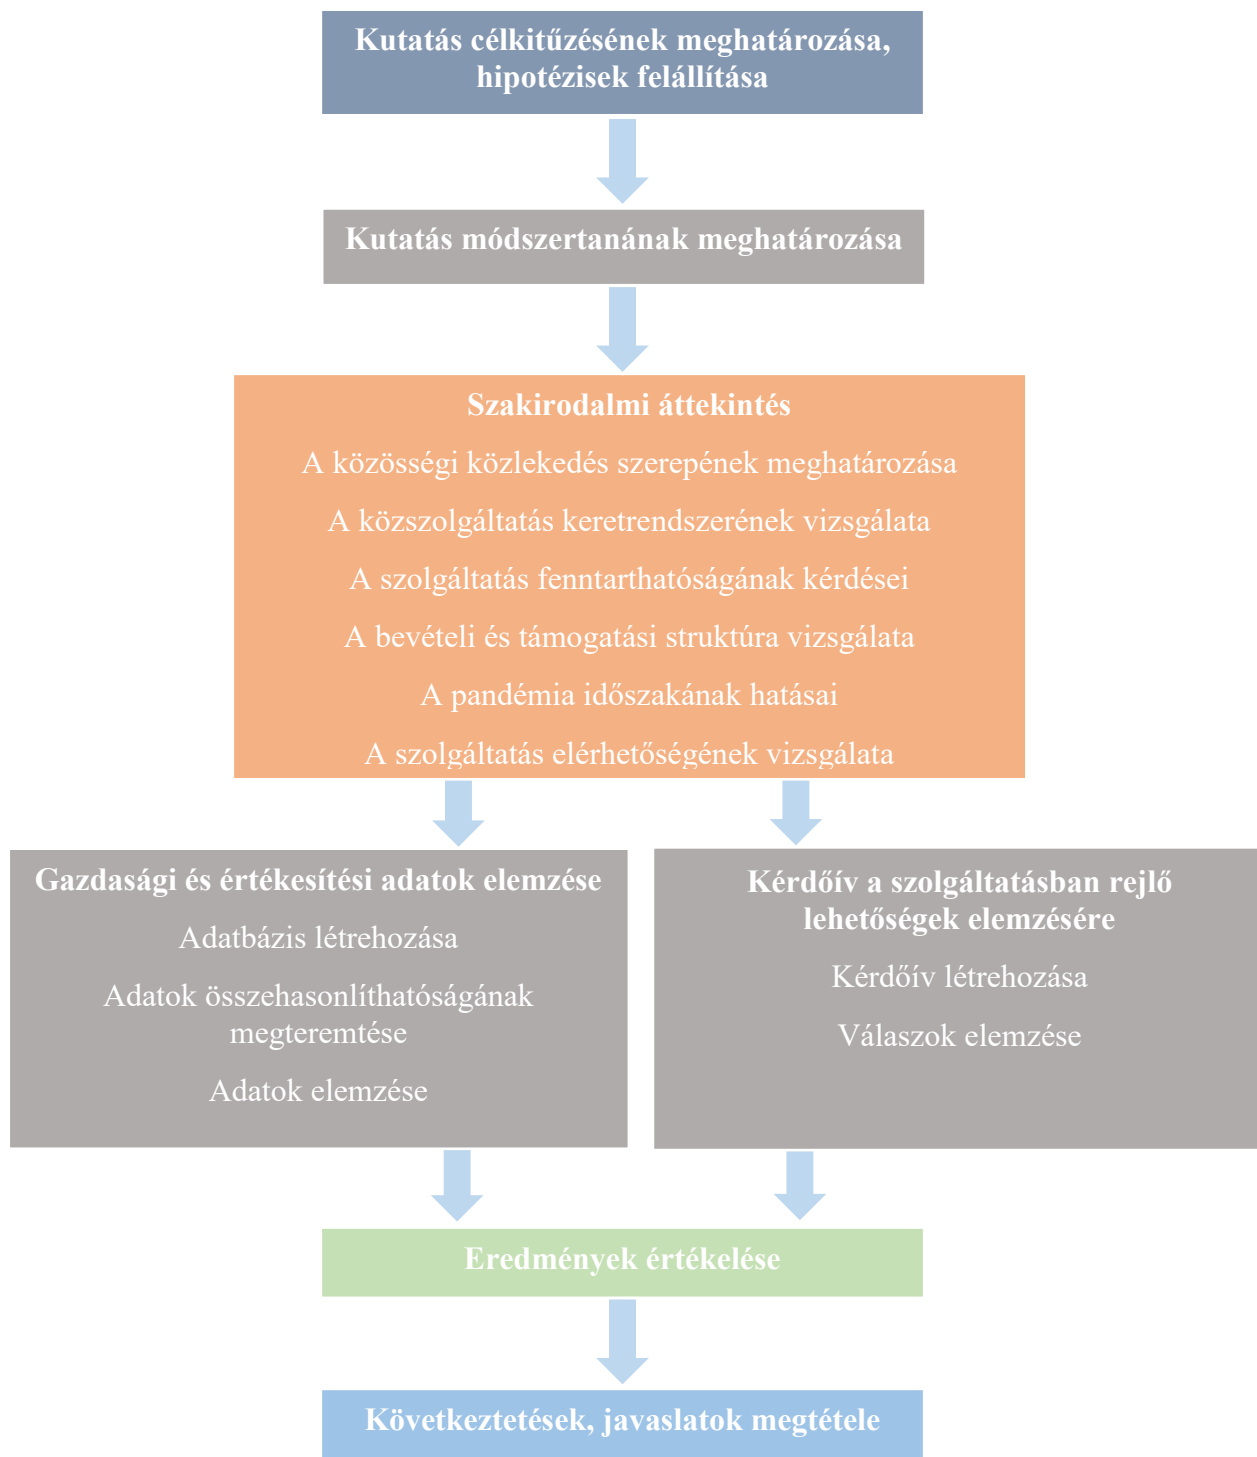 Kutatás célkitűzésének meghatározása,
hipotézisek felállítása
Kutatás módszertanának meghatározása
Szakirodalmi áttekintés
A közösségi közlekedés szerepének meghatározása
A közszolgáltatás keretrendszerének vizsgálata
A szolgáltatás fenntarthatóságának kérdései
A bevételi és támogatási struktúra vizsgálata
A pandémia időszakának hatásai
A szolgáltatás elérhetőségének vizsgálata
Gazdasági és értékesítési adatok elemzése
Adatbázis létrehozása
Adatok összehasonlíthatóságának
megteremtése
Adatok elemzése
Kérdőív a szolgáltatásban rejlő
lehetőségek elemzésére
Kérdőív létrehozása
Válaszok elemzése
Eredmények értékelése
Következtetések, javaslatok megtétele